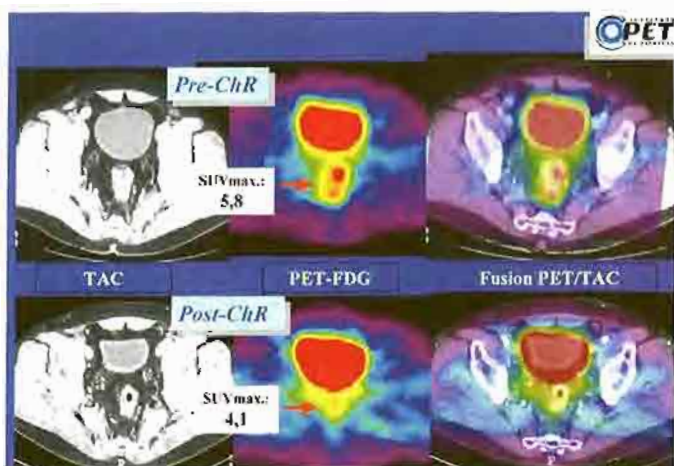 PET
Pre-ChR
SUVmax.:
5,8
TAC
PET-FDG
Fusion PET/TAC
Post-ChR
SUVmax.:
4,1